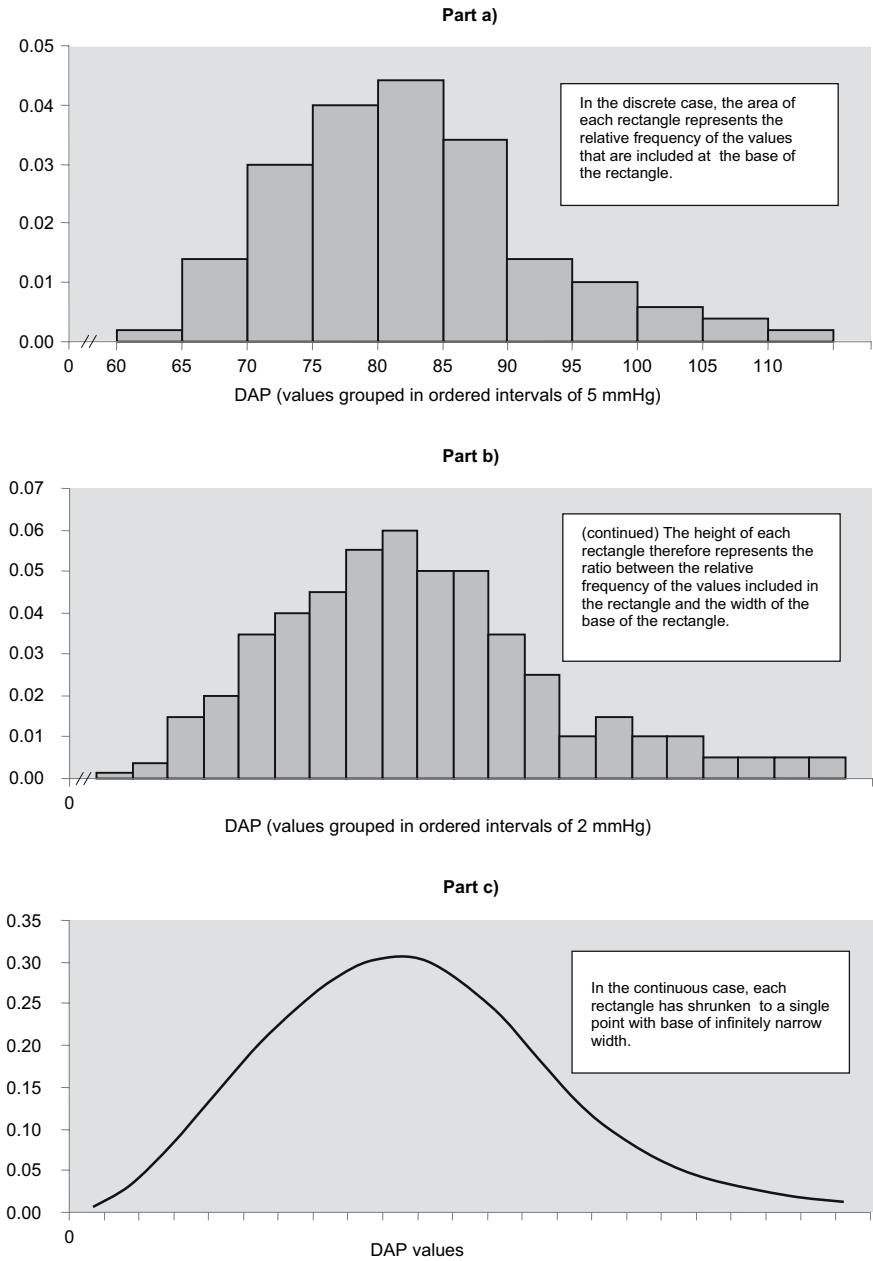 Part a)
0.05
0.04
0.03
0.02
0.01
0.00
In the discrete case, the area of
each rectangle represents the
relative frequency of the values
that are included at the base of
the rectangle.
0 // 60 65 70 75 80 85 90 95 100 105 110
DAP (values grouped in ordered intervals of 5 mmHg)
Part b)
0.07
0.06
0.05
0.04
0.03
0.02
0.01
0.00
(continued) The height of each
rectangle therefore represents the
ratio between the relative
frequency of the values included in
the rectangle and the width of the
base of the rectangle.
//
0
DAP (values grouped in ordered intervals of 2 mmHg)
Part c)
0.35
0.30
0.25
0.20
0.15
0.10
0.05
0.00
In the continuous case, each
rectangle has shrunken to a single
point with base of infinitely narrow
width.
0
DAP values